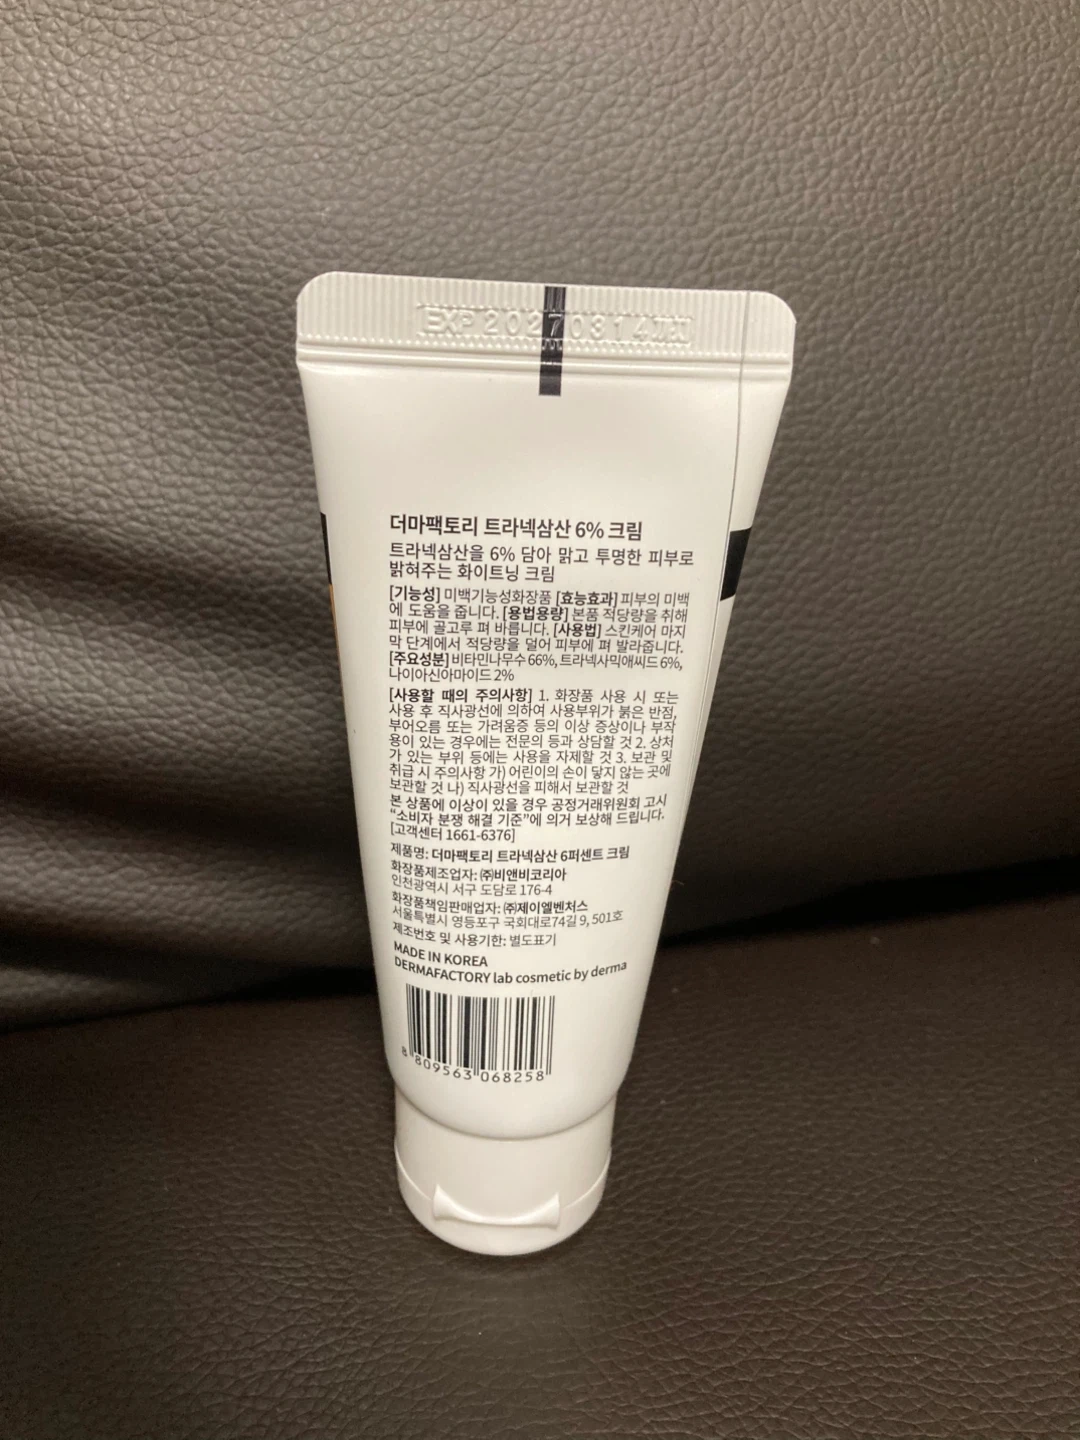 EXP 20270314까지
더마팩토리 트라넥삼산 6% 크림
트라넥삼산을 6% 담아 맑고 투명한 피부로
밝혀주는 화이트닝 크림
[기능성] 미백기능성화장품 [효능효과] 피부의 미백
에 도움을 줍니다. [용법용량] 본품 적당량을 취해
피부에 골고루 펴 바릅니다. [사용법] 스킨케어 마지
막 단계에서 적당량을 덜어 피부에 펴 발라줍니다.
[주요성분] 비타민나무수 66%, 트라넥사믹애씨드 6%,
나이아신아마이드 2%
[사용할 때의 주의사항] 1. 화장품 사용 시 또는
사용 후 직사광선에 의하여 사용부위가 붉은 반점,
부어오름 또는 가려움증 등의 이상 증상이나 부작
용이 있는 경우에는 전문의 등과 상담할 것 2. 상처
가 있는 부위 등에는 사용을 자제할 것 3. 보관 및
취급 시 주의사항 가) 어린이의 손이 닿지 않는 곳에
보관할 것 나) 직사광선을 피해서 보관할 것
본 상품에 이상이 있을 경우 공정거래위원회 고시
“소비자 분쟁 해결 기준”에 의거 보상해 드립니다.
[고객센터 1661-6376]
제품명: 더마팩토리 트라넥삼산 6퍼센트 크림
화장품제조업자: ㈜비앤비코리아
인천광역시 서구 도담로 176-4
화장품책임판매업자: ㈜제이엘벤처스
서울특별시 영등포구 국회대로74길 9, 501호
제조번호 및 사용기한: 별도표기
MADE IN KOREA
DERMAFACTORY lab cosmetic by derma
8 809563 068258